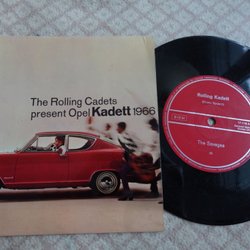 The Rolling Cadets
present Opel Kadett 1966
Rolling Kadett
The Savages